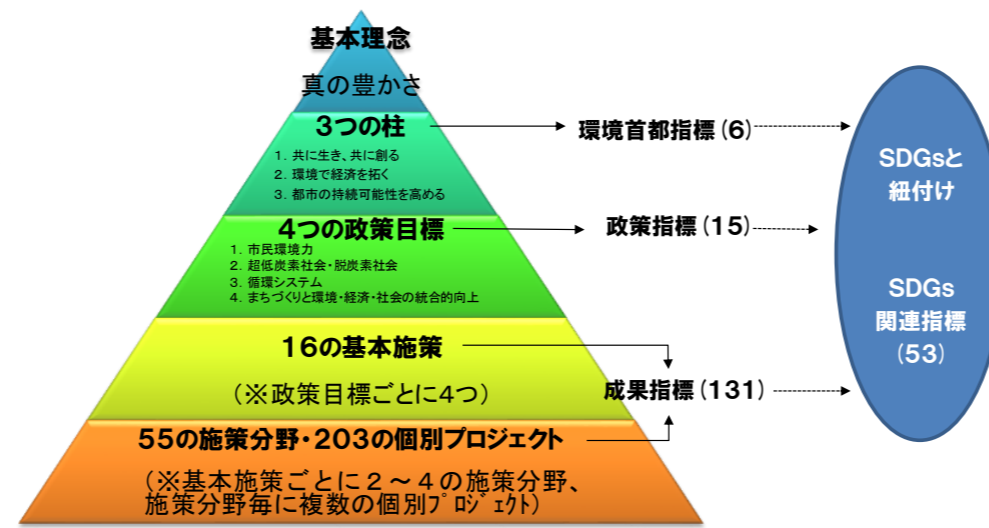 基本理念
真の豊かさ
3つの柱
1. 共に生き、共に創る
2. 環境で経済を拓く
3. 都市の持続可能性を高める
環境首都指標(6)
4つの政策目標
1. 市民環境力
2. 超低炭素社会・脱炭素社会
3. 循環システム
4. まちづくりと環境・経済・社会の統合的向上
政策指標(15)
16の基本施策
(※政策目標ごとに4つ)
成果指標(131)
55の施策分野・203の個別プロジェクト
(※基本施策ごとに2~4の施策分野、
施策分野毎に複数の個別ﾌﾟﾛｼﾞｪｸﾄ)
SDGsと
紐付け
SDGs
関連指標
(53)